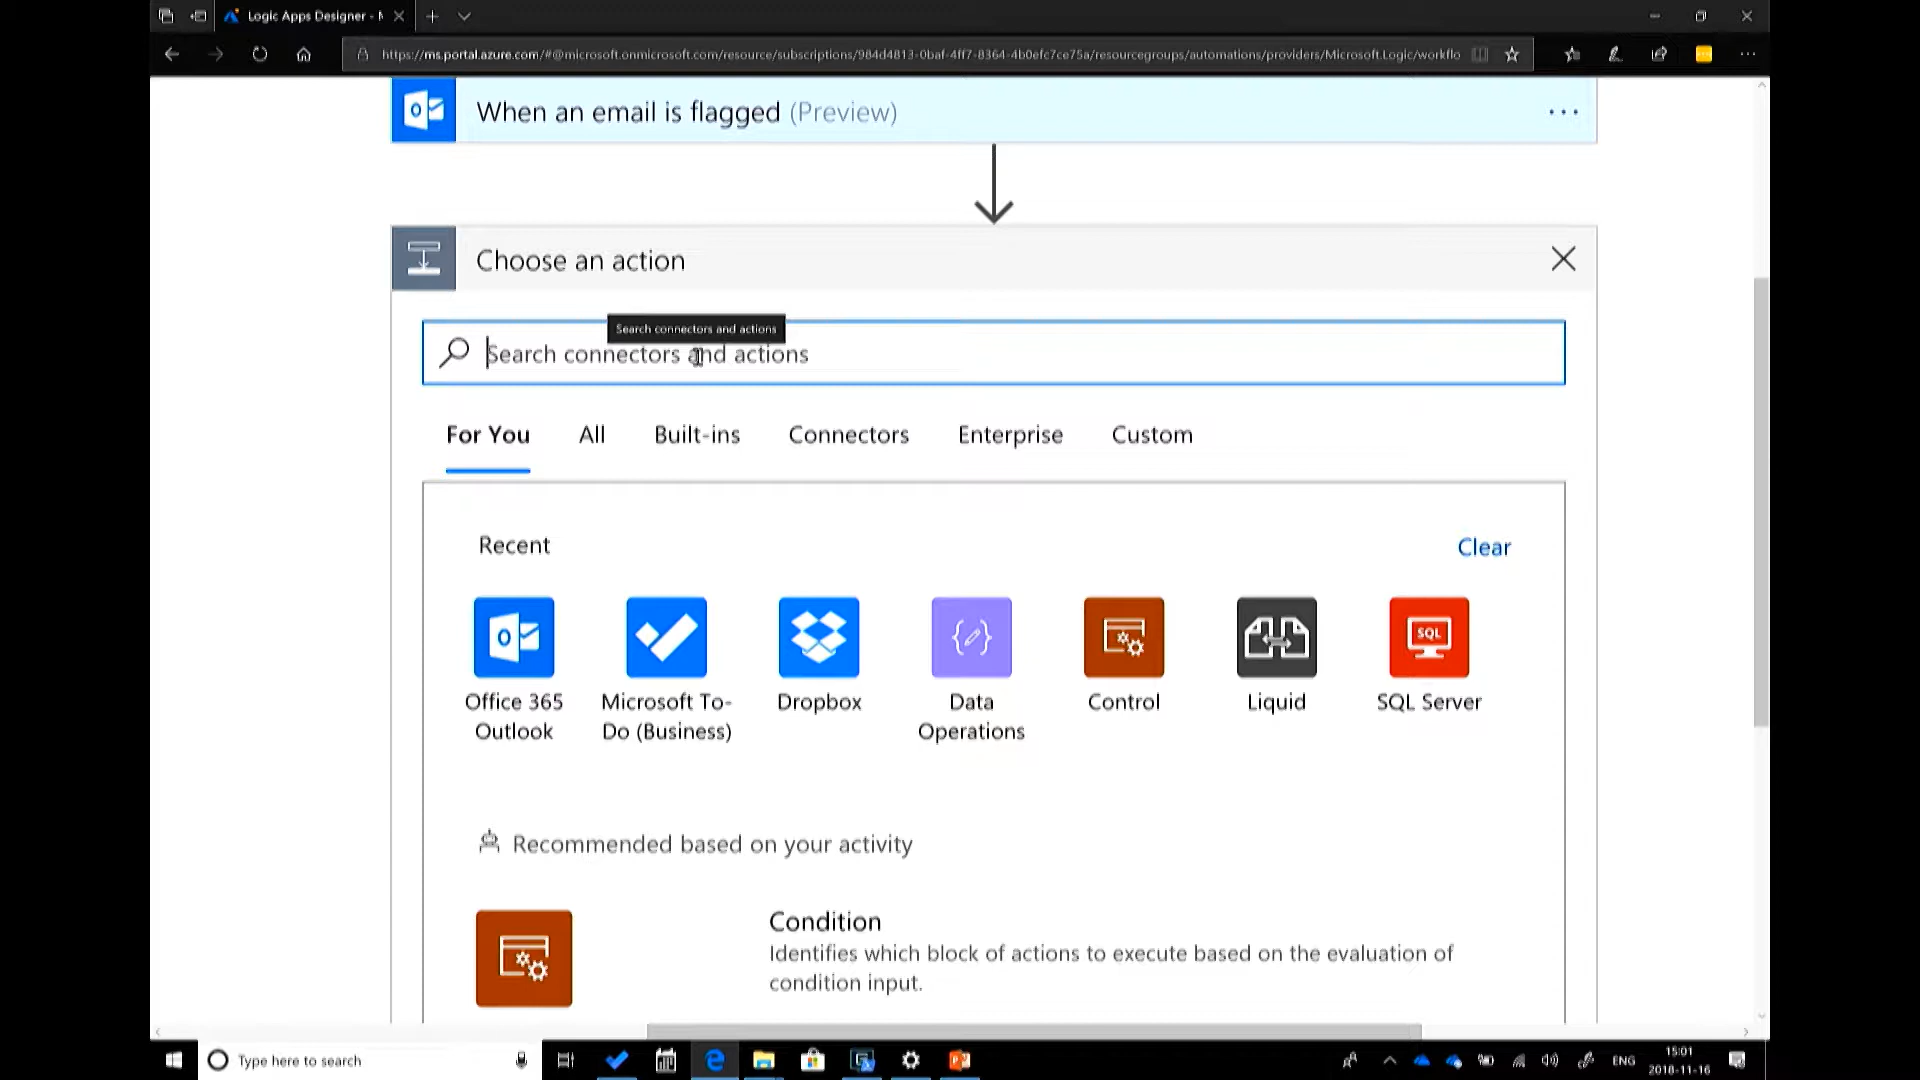 Logic Apps Designer - M
https://ms.portal.azure.com/#@microsoft.onmicrosoft.com/resource/subscriptions/984d4813-0baf-4ff7-8364-4b0efc7ce75a/resourcegroups/automations/providers/Microsoft.Logic/workflo
When an email is flagged (Preview)
Choose an action
Search connectors and actions
Search connectors and actions
For You All Built-ins Connectors Enterprise Custom
Recent Clear
Office 365 Outlook
Microsoft To-Do (Business)
Dropbox
Data Operations
Control
Liquid
SQL
SQL Server
Recommended based on your activity
Condition
Identifies which block of actions to execute based on the evaluation of
condition input.
Type here to search
ENG
15:01
2018-11-16